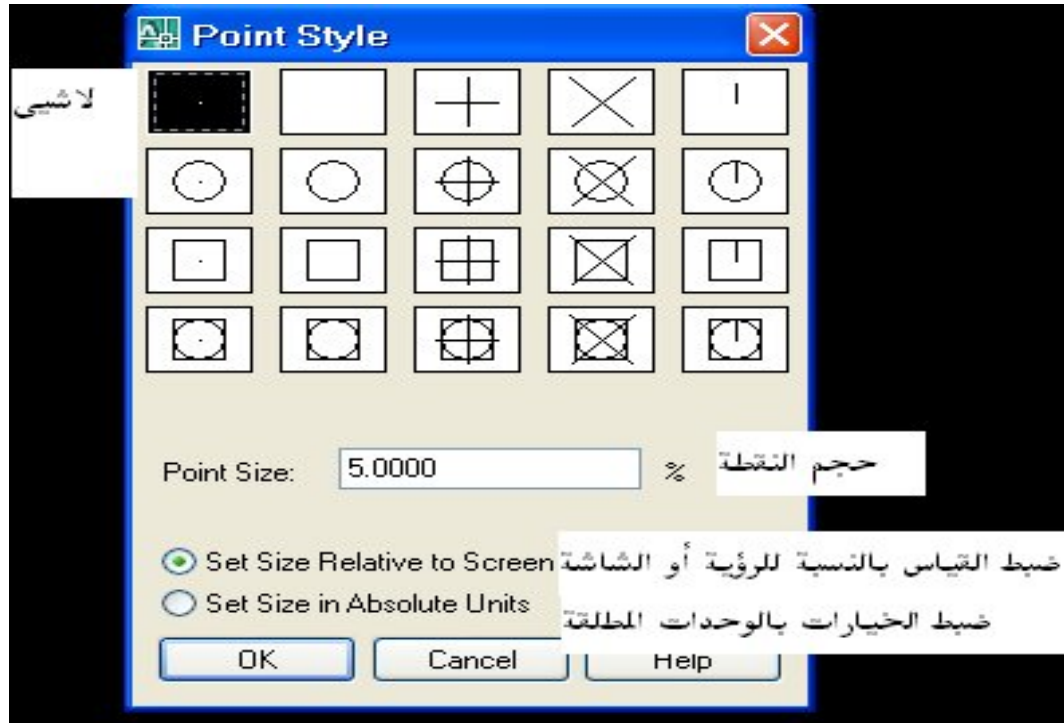 Point Style
لاشيى
Point Size: 5.0000 % حجم النقطة
Set Size Relative to Screen ضبط القياس بالنسبة للرؤية أو الشاشة
Set Size in Absolute Units ضبط الخيارات بالوحدات المطلقة
OK Cancel Help